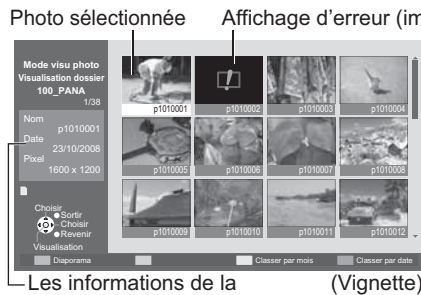 Photo sélectionnée
Affichage d'erreur (im
Mode visu photo
Visualisation dossier
100_PANA
1/38
Nom
p1010001
Date
23/10/2008
Pixel
1600 x 1200
Choisir
Sortir
Choisir
Revenir
Visualisation
p1010001
p1010002
p1010003
p1010004
p1010005
p1010006
p1010007
p1010008
p1010009
p1010010
p1010011
p1010012
Diaporama
Classer par mois
Classer par date
Les informations de la
(Vignette)